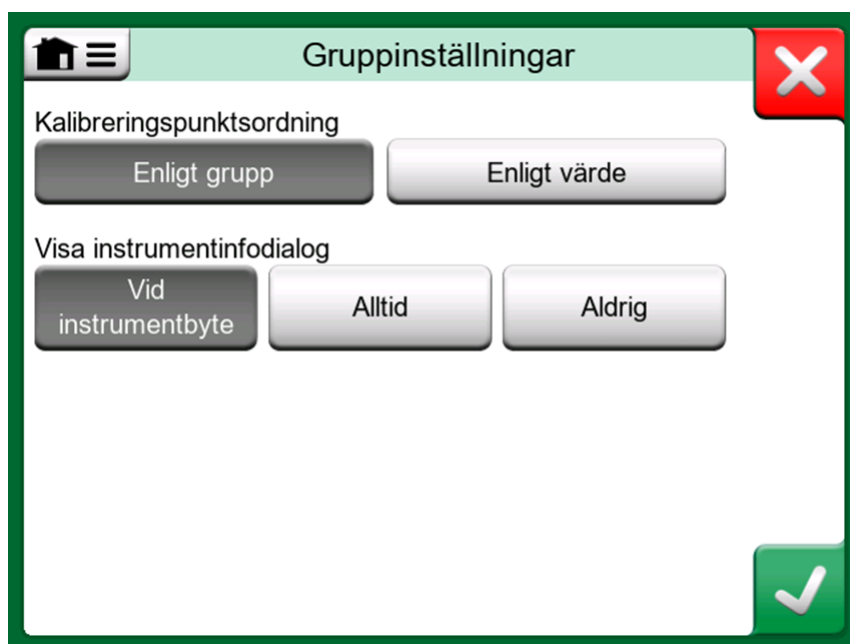 Gruppinställningar
Kalibreringspunktsordning
Enligt grupp
Enligt värde
Visa instrumentinfodialog
Vid
instrumentbyte
Alltid
Aldrig